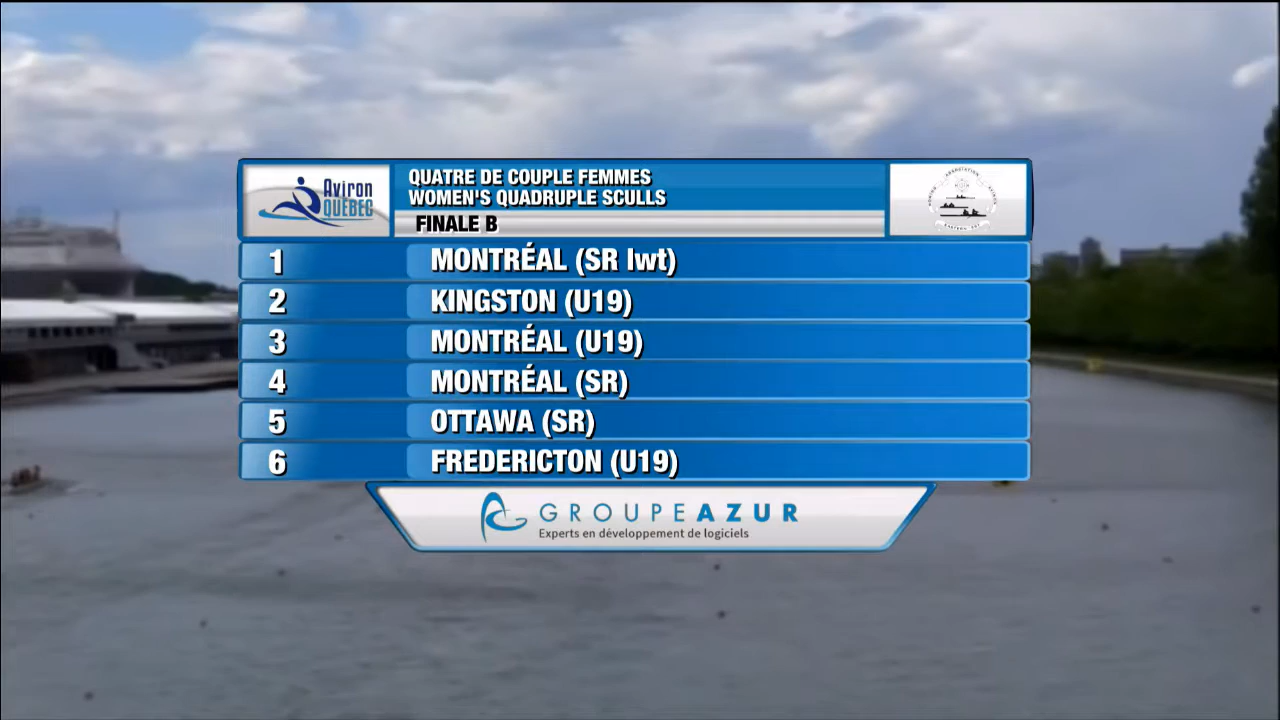 Aviron
QUÉBEC
QUATRE DE COUPLE FEMMES
WOMEN'S QUADRUPLE SCULLS
FINALE B
ASSOCIATION
1 MONTRÉAL (SR lwt)
2 KINGSTON (U19)
3 MONTRÉAL (U19)
4 MONTRÉAL (SR)
5 OTTAWA (SR)
6 FREDERICTON (U19)
GROUPEAZUR
Experts en développement de logiciels